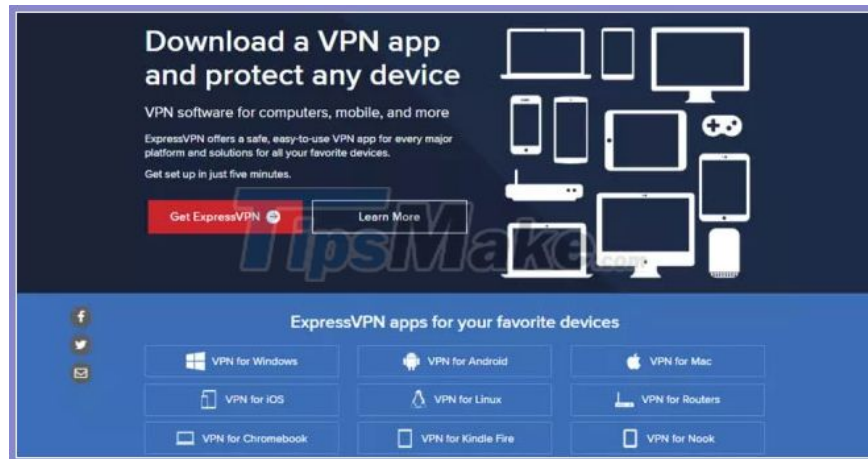 Download a VPN app
and protect any device
VPN software for computers, mobile, and more
ExpressVPN offers a safe, easy-to-use VPN app for every major
platform and solutions for all your favorite devices.
Get set up in just five minutes.
Get ExpressVPN
Learn More
TipsMake.com
ExpressVPN apps for your favorite devices
VPN for Windows
VPN for Android
VPN for Mac
VPN for iOS
VPN for Linux
VPN for Routers
VPN for Chromebook
VPN for Kindle Fire
VPN for Nook